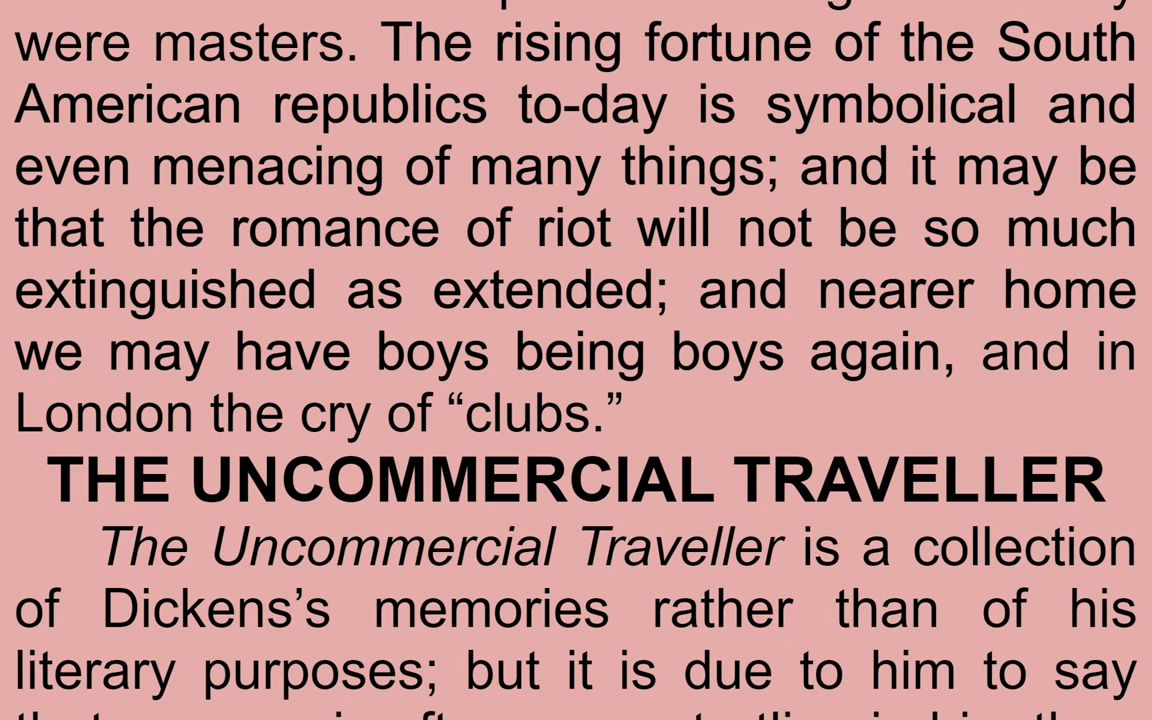 were masters. The rising fortune of the South
American republics to-day is symbolical and
even menacing of many things; and it may be
that the romance of riot will not be so much
extinguished as extended; and nearer home
we may have boys being boys again, and in
London the cry of “clubs.”
THE UNCOMMERCIAL TRAVELLER
The Uncommercial Traveller is a collection
of Dickens’s memories rather than of his
literary purposes; but it is due to him to say